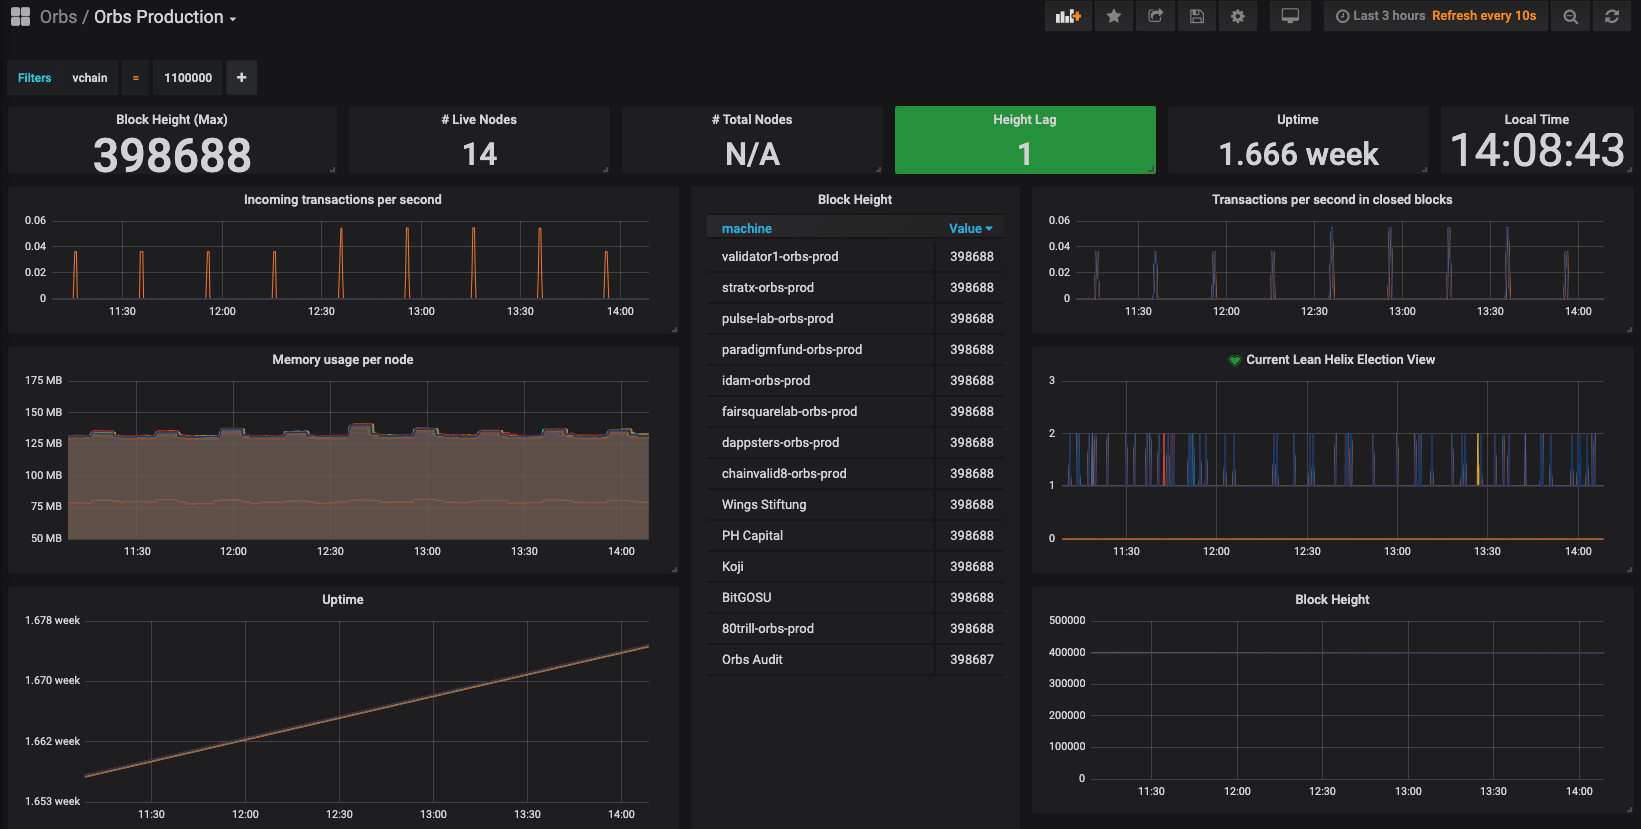 Orbs / Orbs Production
Last 3 hours Refresh every 10s
Filters vchain = 1100000 +
Block Height (Max)
398688
# Live Nodes
14
# Total Nodes
N/A
Height Lag
1
Uptime
1.666 week
Local Time
14:08:43
Incoming transactions per second
0.06
0.04
0.02
0
11:30 12:00 12:30 13:00 13:30 14:00
Memory usage per node
175 MB
150 MB
125 MB
100 MB
75 MB
50 MB
11:30 12:00 12:30 13:00 13:30 14:00
Uptime
1.678 week
1.670 week
1.662 week
1.653 week
11:30 12:00 12:30 13:00 13:30 14:00
Block Height
machine Value
validator1-orbs-prod 398688
stratx-orbs-prod 398688
pulse-lab-orbs-prod 398688
paradigmfund-orbs-prod 398688
idam-orbs-prod 398688
fairsquarelab-orbs-prod 398688
dappsters-orbs-prod 398688
chainvalid8-orbs-prod 398688
Wings Stiftung 398688
PH Capital 398688
Koji 398688
BitGOSU 398688
80trill-orbs-prod 398688
Orbs Audit 398687
Transactions per second in closed blocks
0.06
0.04
0.02
0
11:30 12:00 12:30 13:00 13:30 14:00
Current Lean Helix Election View
3
2
1
0
11:30 12:00 12:30 13:00 13:30 14:00
Block Height
500000
400000
300000
200000
100000
0
11:30 12:00 12:30 13:00 13:30 14:00